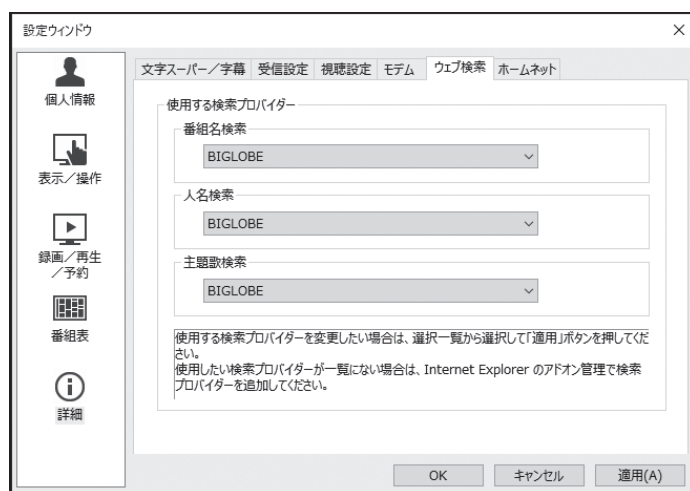 設定ウィンドウ
個人情報
表示／操作
録画／再生
／予約
番組表
詳細
文字スーパー／字幕 受信設定 視聴設定 モデム ウェブ検索 ホームネット
使用する検索プロバイダー
番組名検索
BIGLOBE
人名検索
BIGLOBE
主題歌検索
BIGLOBE
使用する検索プロバイダーを変更したい場合は、選択一覧から選択して「適用」ボタンを押してくだ
さい。
使用したい検索プロバイダーが一覧にない場合は、Internet Explorer のアドオン管理で検索
プロバイダーを追加してください。
OK キャンセル 適用(A)